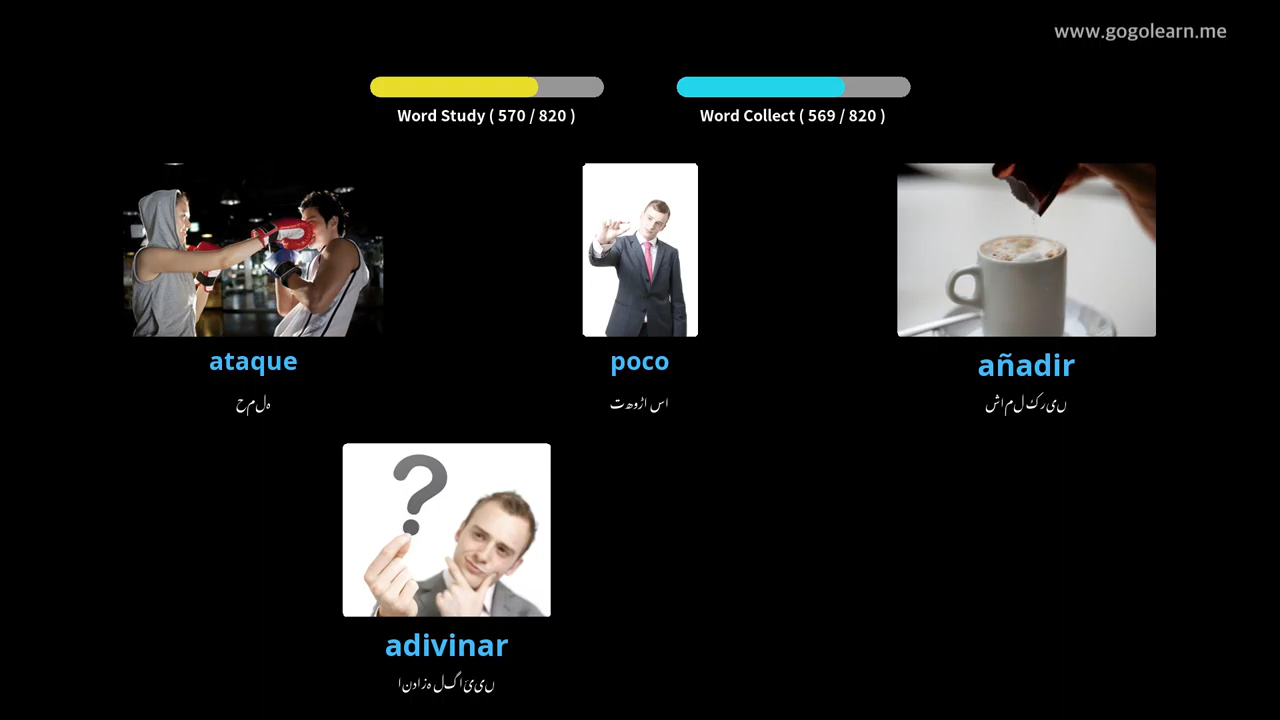 www.gogolearn.me
Word Study ( 570 / 820 )
Word Collect ( 569 / 820 )
ataque
حملہ
poco
تھوڑا سا
añadir
شامل کریں
adivinar
اندازہ لگائیں